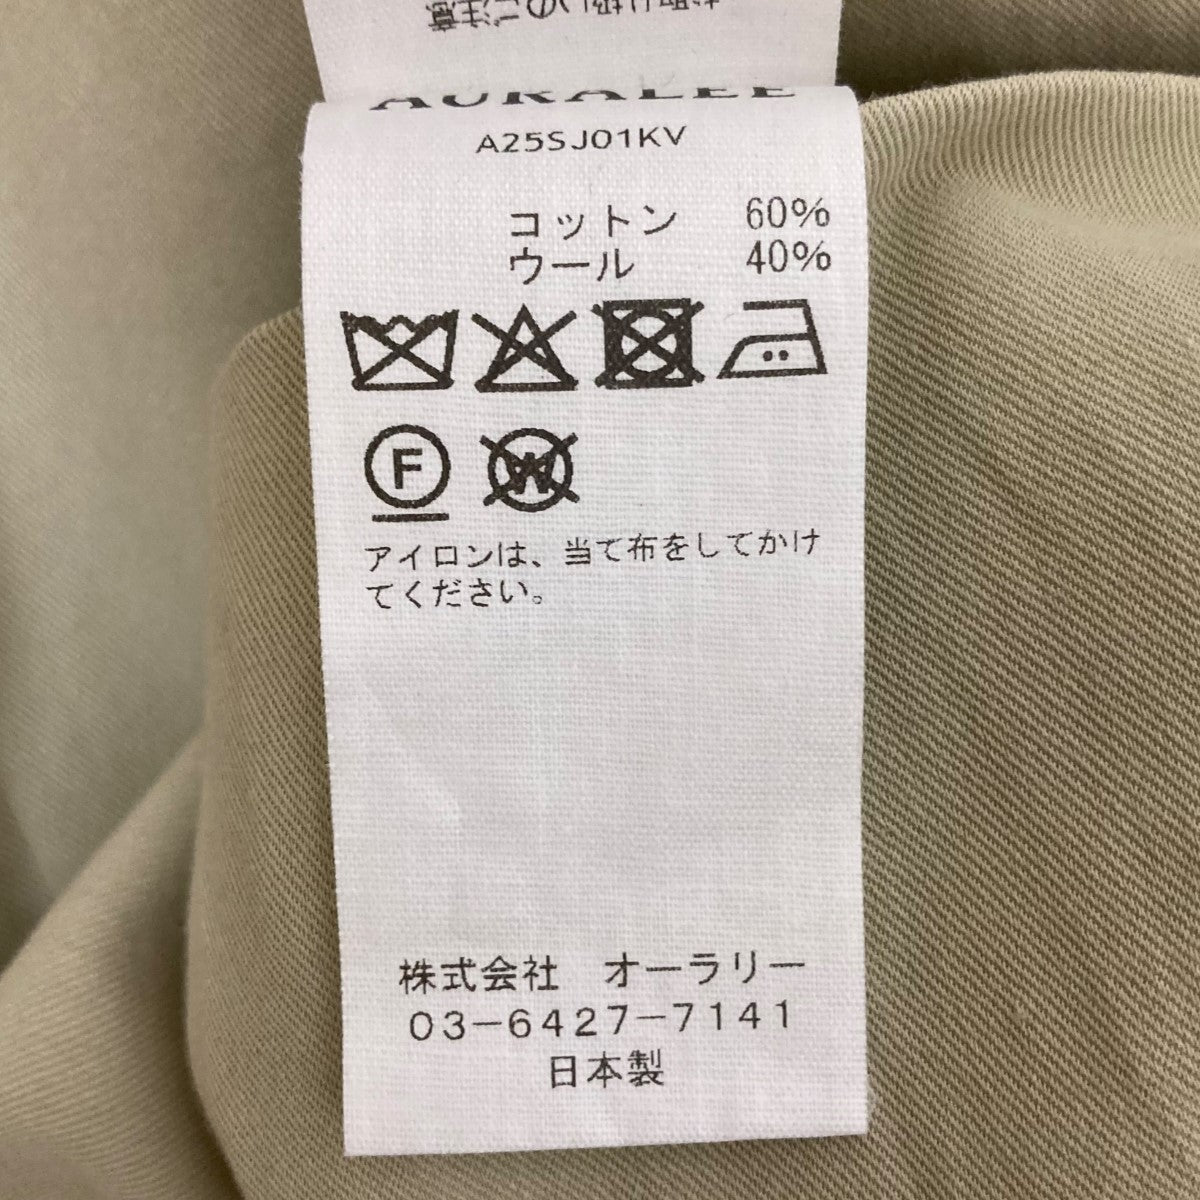 AURALEE
A25SJ01KV
コットン 60%
ウール 40%
F
W
アイロンは、当て布をしてかけ
てください。
株式会社 オーラリー
03-6427-7141
日本製